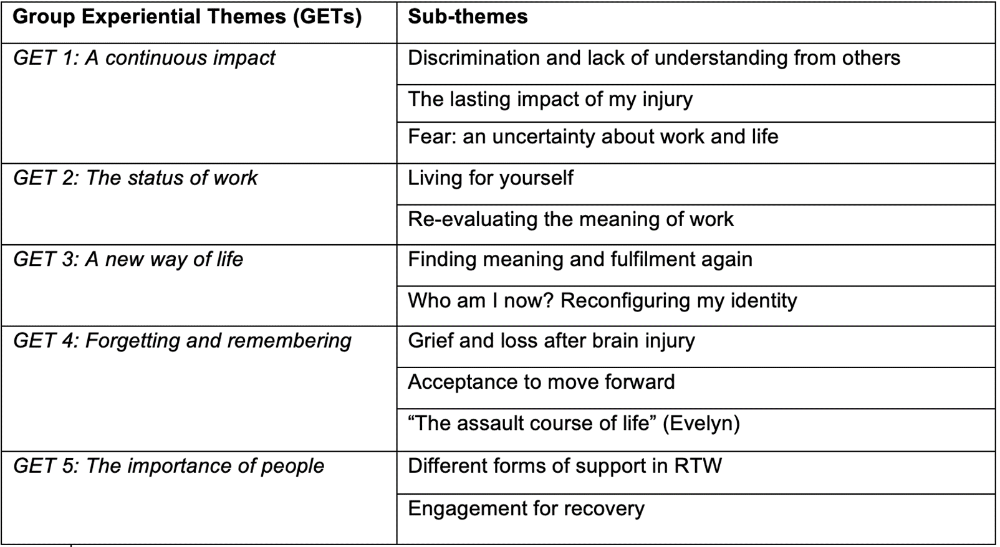 Group Experiential Themes (GETs) Sub-themes
GET 1: A continuous impact Discrimination and lack of understanding from others
The lasting impact of my injury
Fear: an uncertainty about work and life
GET 2: The status of work Living for yourself
Re-evaluating the meaning of work
GET 3: A new way of life Finding meaning and fulfilment again
Who am I now? Reconfiguring my identity
GET 4: Forgetting and remembering Grief and loss after brain injury
Acceptance to move forward
“The assault course of life” (Evelyn)
GET 5: The importance of people Different forms of support in RTW
Engagement for recovery